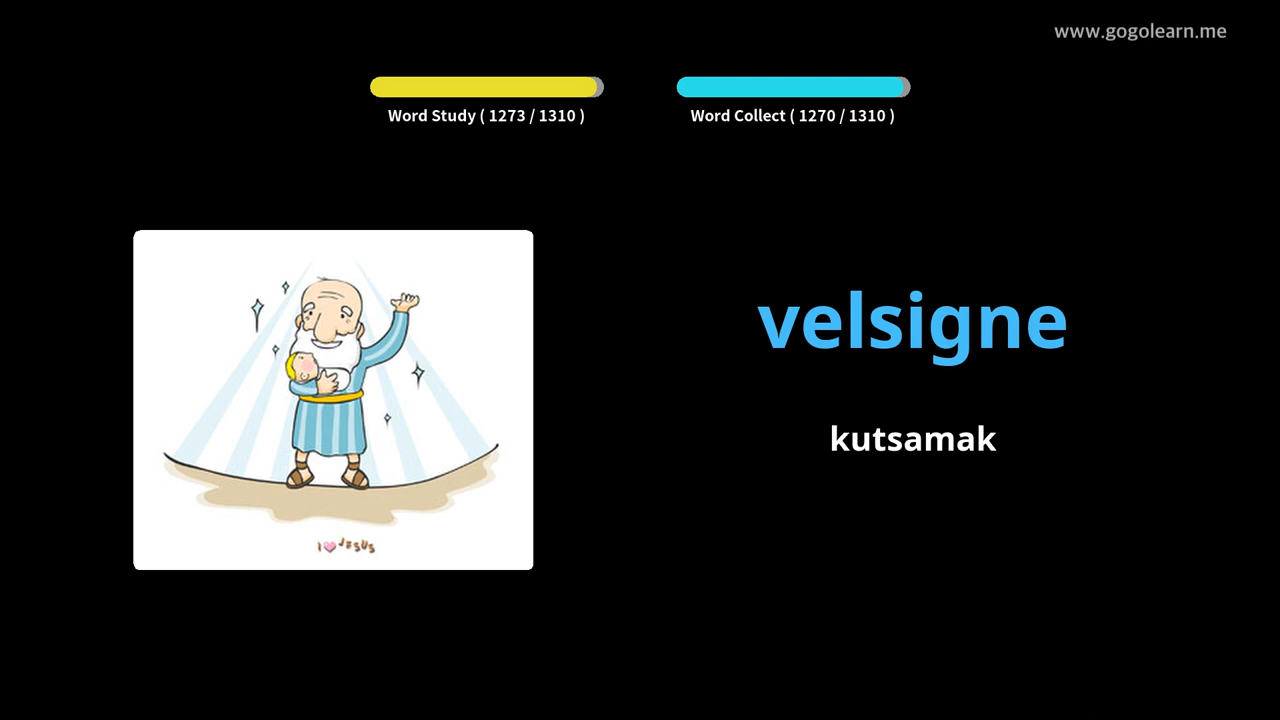 www.gogolearn.me
Word Study ( 1273 / 1310 )
Word Collect ( 1270 / 1310 )
velsigne
kutsamak
I JESUS